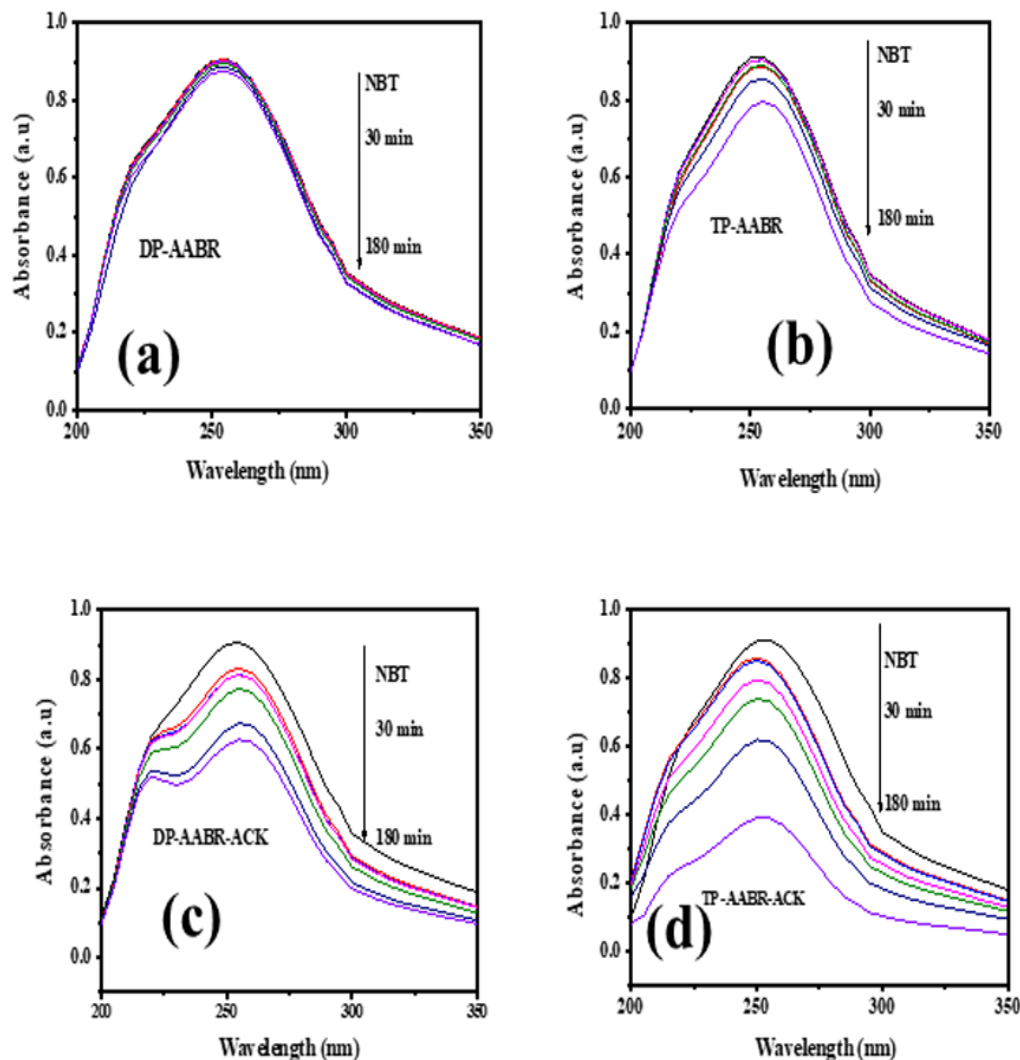 1.0
0.8
0.6
0.4
0.2
0.0
Absorbance (a.u)
NBT
30 min
180 min
DP-AABR
(a)
200 250 300 350
Wavelength (nm)
1.0
0.8
0.6
0.4
0.2
0.0
Absorbance (a.u)
NBT
30 min
180 min
TP-AABR
(b)
200 250 300 350
Wavelength (nm)
1.0
0.8
0.6
0.4
0.2
0.0
Absorbance (a.u)
NBT
30 min
180 min
DP-AABR-ACK
(c)
200 250 300 350
Wavelength (nm)
1.0
0.8
0.6
0.4
0.2
0.0
Absorbance (a.u)
NBT
30 min
180 min
TP-AABR-ACK
(d)
200 250 300 350
Wavelength (nm)